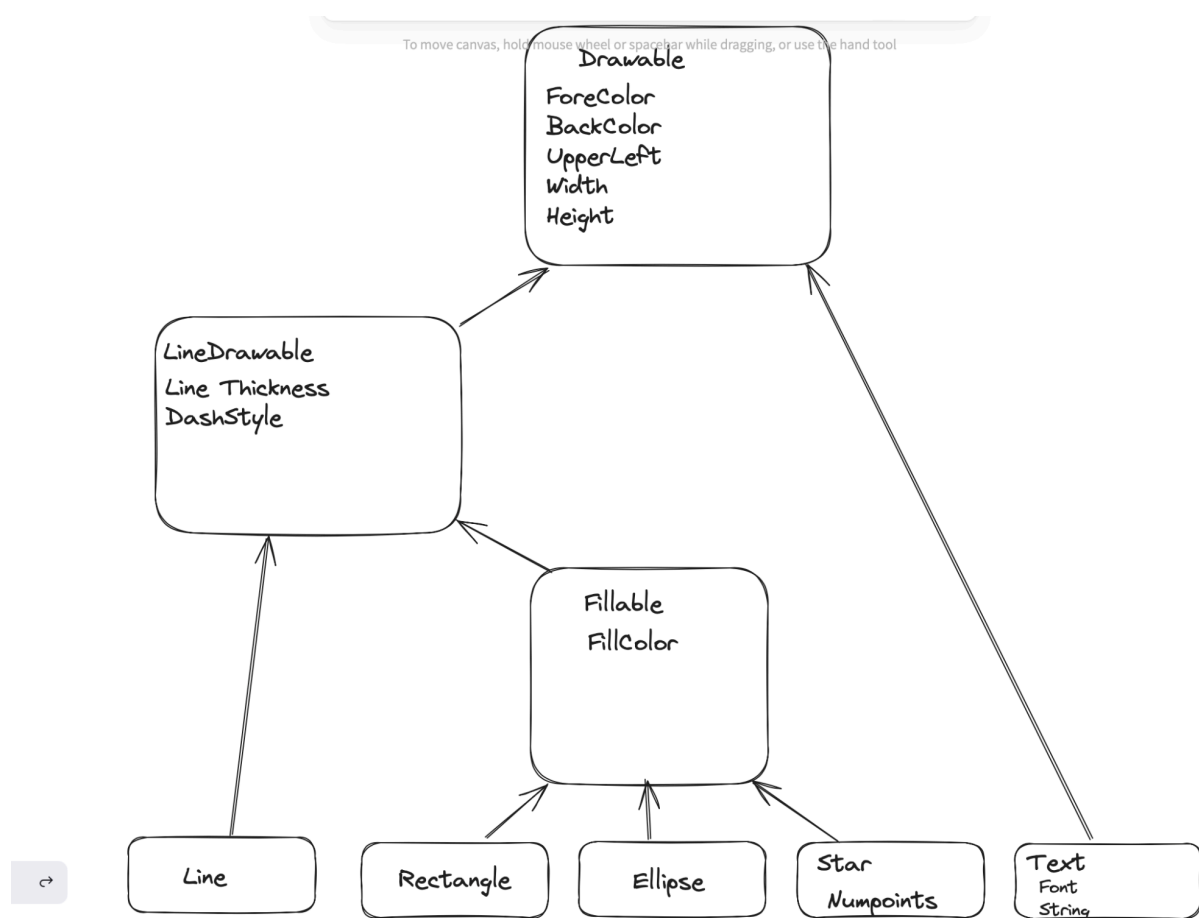 To move canvas, hold mouse wheel or spacebar while dragging, or use the hand tool
Drawable
ForeColor
BackColor
UpperLeft
Width
Height
LineDrawable
Line Thickness
DashStyle
Fillable
FillColor
Line
Rectangle
Ellipse
Star
Numpoints
Text
Font
String